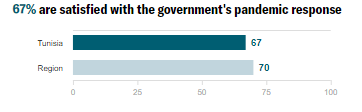 67% are satisfied with the government's pandemic response
Tunisia 67
Region 70
0 25 50 75 100